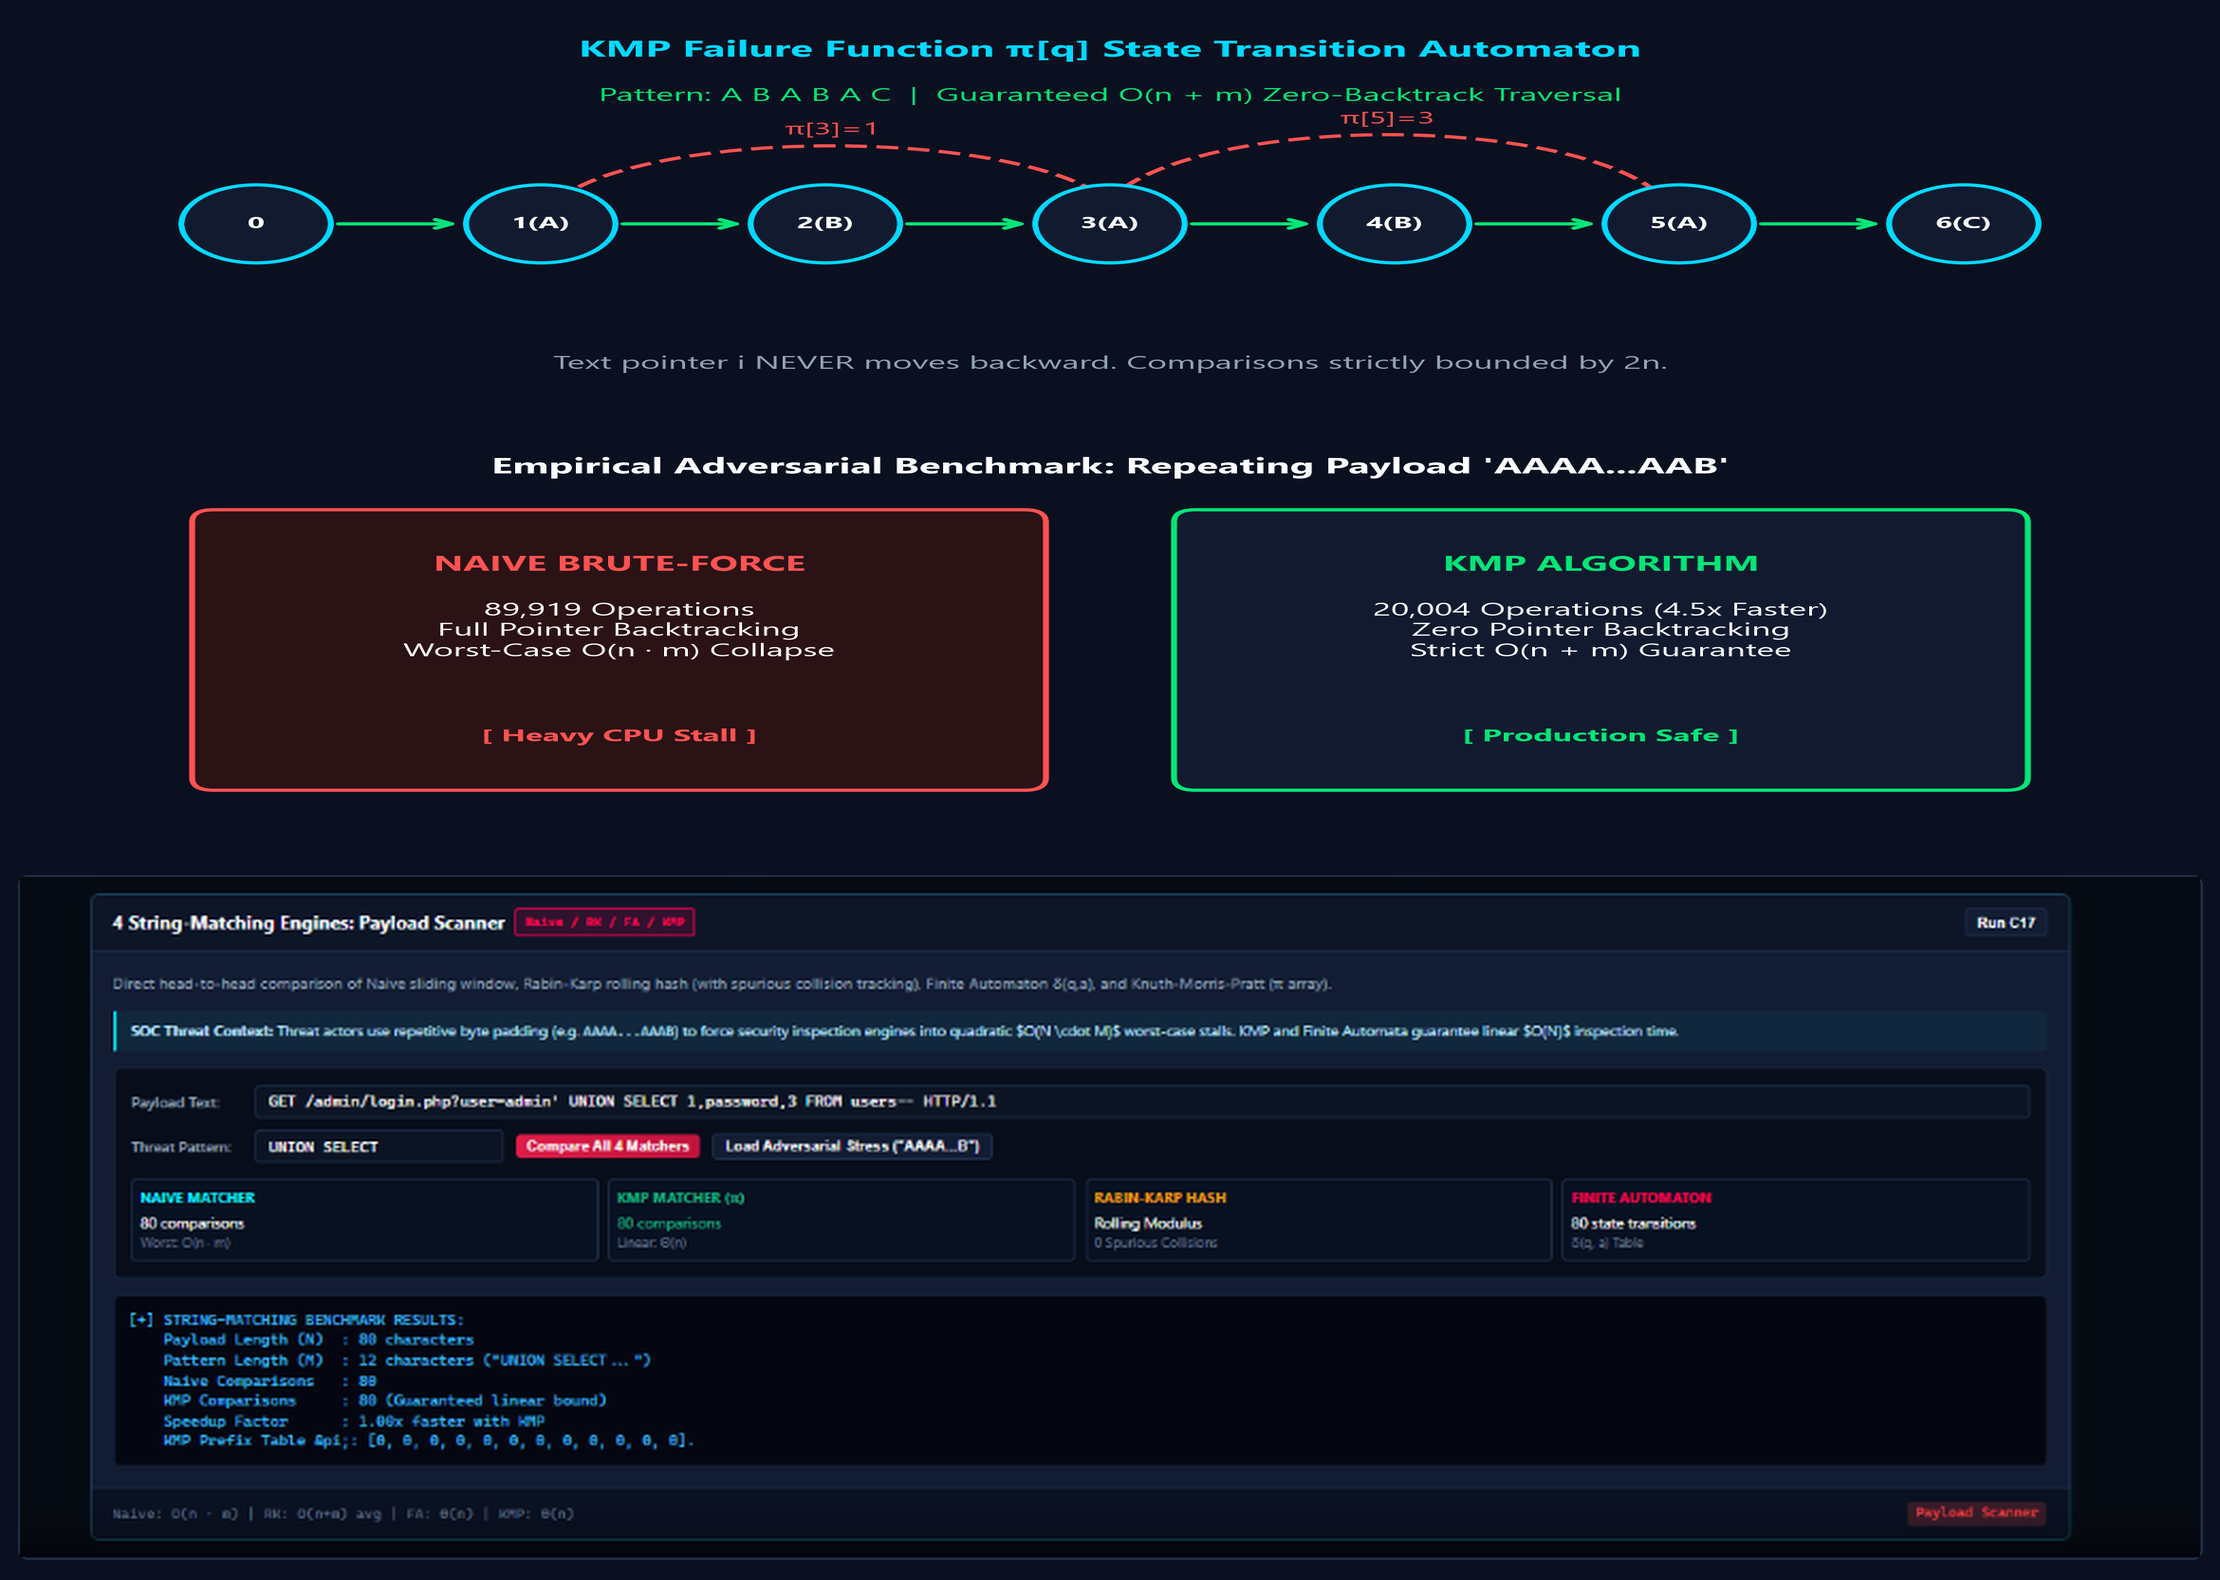 KMP Failure Function π[q] State Transition Automaton
Pattern: A B A B A C | Guaranteed O(n + m) Zero-Backtrack Traversal
π[3]=1
π[5]=3
0
1(A)
2(B)
3(A)
4(B)
5(A)
6(C)
Text pointer i NEVER moves backward. Comparisons strictly bounded by 2n.
Empirical Adversarial Benchmark: Repeating Payload 'AAAA...AAB'
NAIVE BRUTE-FORCE
89,919 Operations
Full Pointer Backtracking
Worst-Case O(n · m) Collapse
[ Heavy CPU Stall ]
KMP ALGORITHM
20,004 Operations (4.5x Faster)
Zero Pointer Backtracking
Strict O(n + m) Guarantee
[ Production Safe ]
4 String-Matching Engines: Payload Scanner
Naive / RK / FA / KMP
Run C17
Direct head-to-head comparison of Naive sliding window, Rabin-Karp rolling hash (with spurious collision tracking), Finite Automaton δ(q,a), and Knuth-Morris-Pratt (π array).
SOC Threat Context: Threat actors use repetitive byte padding (e.g. AAAA...AAAB) to force security inspection engines into quadratic $O(N \cdot M)$ worst-case stalls. KMP and Finite Automata guarantee linear $O(N)$ inspection time.
Payload Text:
GET /admin/login.php?user=admin' UNION SELECT 1,password,3 FROM users-- HTTP/1.1
Threat Pattern:
UNION SELECT
Compare All 4 Matchers
Load Adversarial Stress ("AAAA...B")
NAIVE MATCHER
80 comparisons
Worst: O(n · m)
KMP MATCHER (π)
80 comparisons
Linear: Θ(n)
RABIN-KARP HASH
Rolling Modulus
0 Spurious Collisions
FINITE AUTOMATON
80 state transitions
δ(q, a) Table
[+] STRING-MATCHING BENCHMARK RESULTS:
Payload Length (N) : 80 characters
Pattern Length (M) : 12 characters ("UNION SELECT...")
Naive Comparisons : 80
KMP Comparisons : 80 (Guaranteed linear bound)
Speedup Factor : 1.00x faster with KMP
KMP Prefix Table &pi;: [0, 0, 0, 0, 0, 0, 0, 0, 0, 0, 0, 0].
Naive: O(n · m) | RK: O(n+m) avg | FA: Θ(n) | KMP: Θ(n)
Payload Scanner